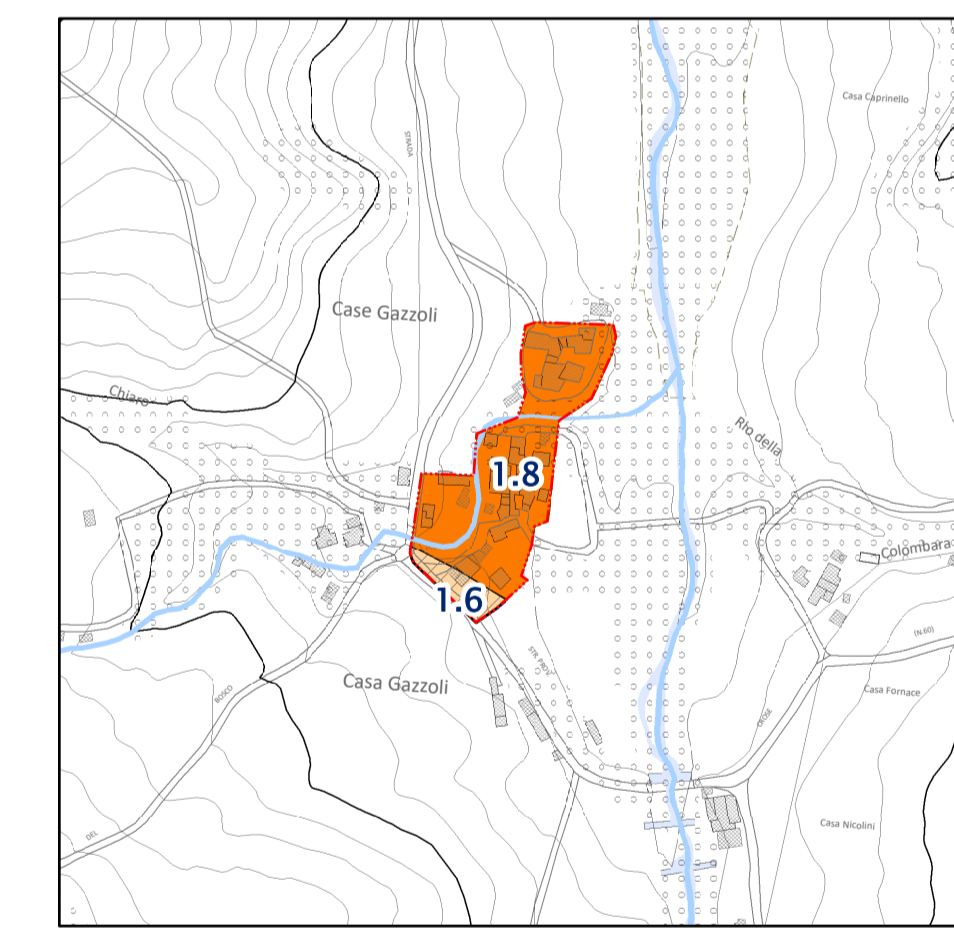 Casa Caprinello
STRADA
Case Gazzoli
Chiaro
Rio della
1.8
Colombara
1.6
(N.60)
STR. PROV.
Casa Gazzoli
BOSCO
Casa Fornace
CROSE
Casa Nicolini
DEL